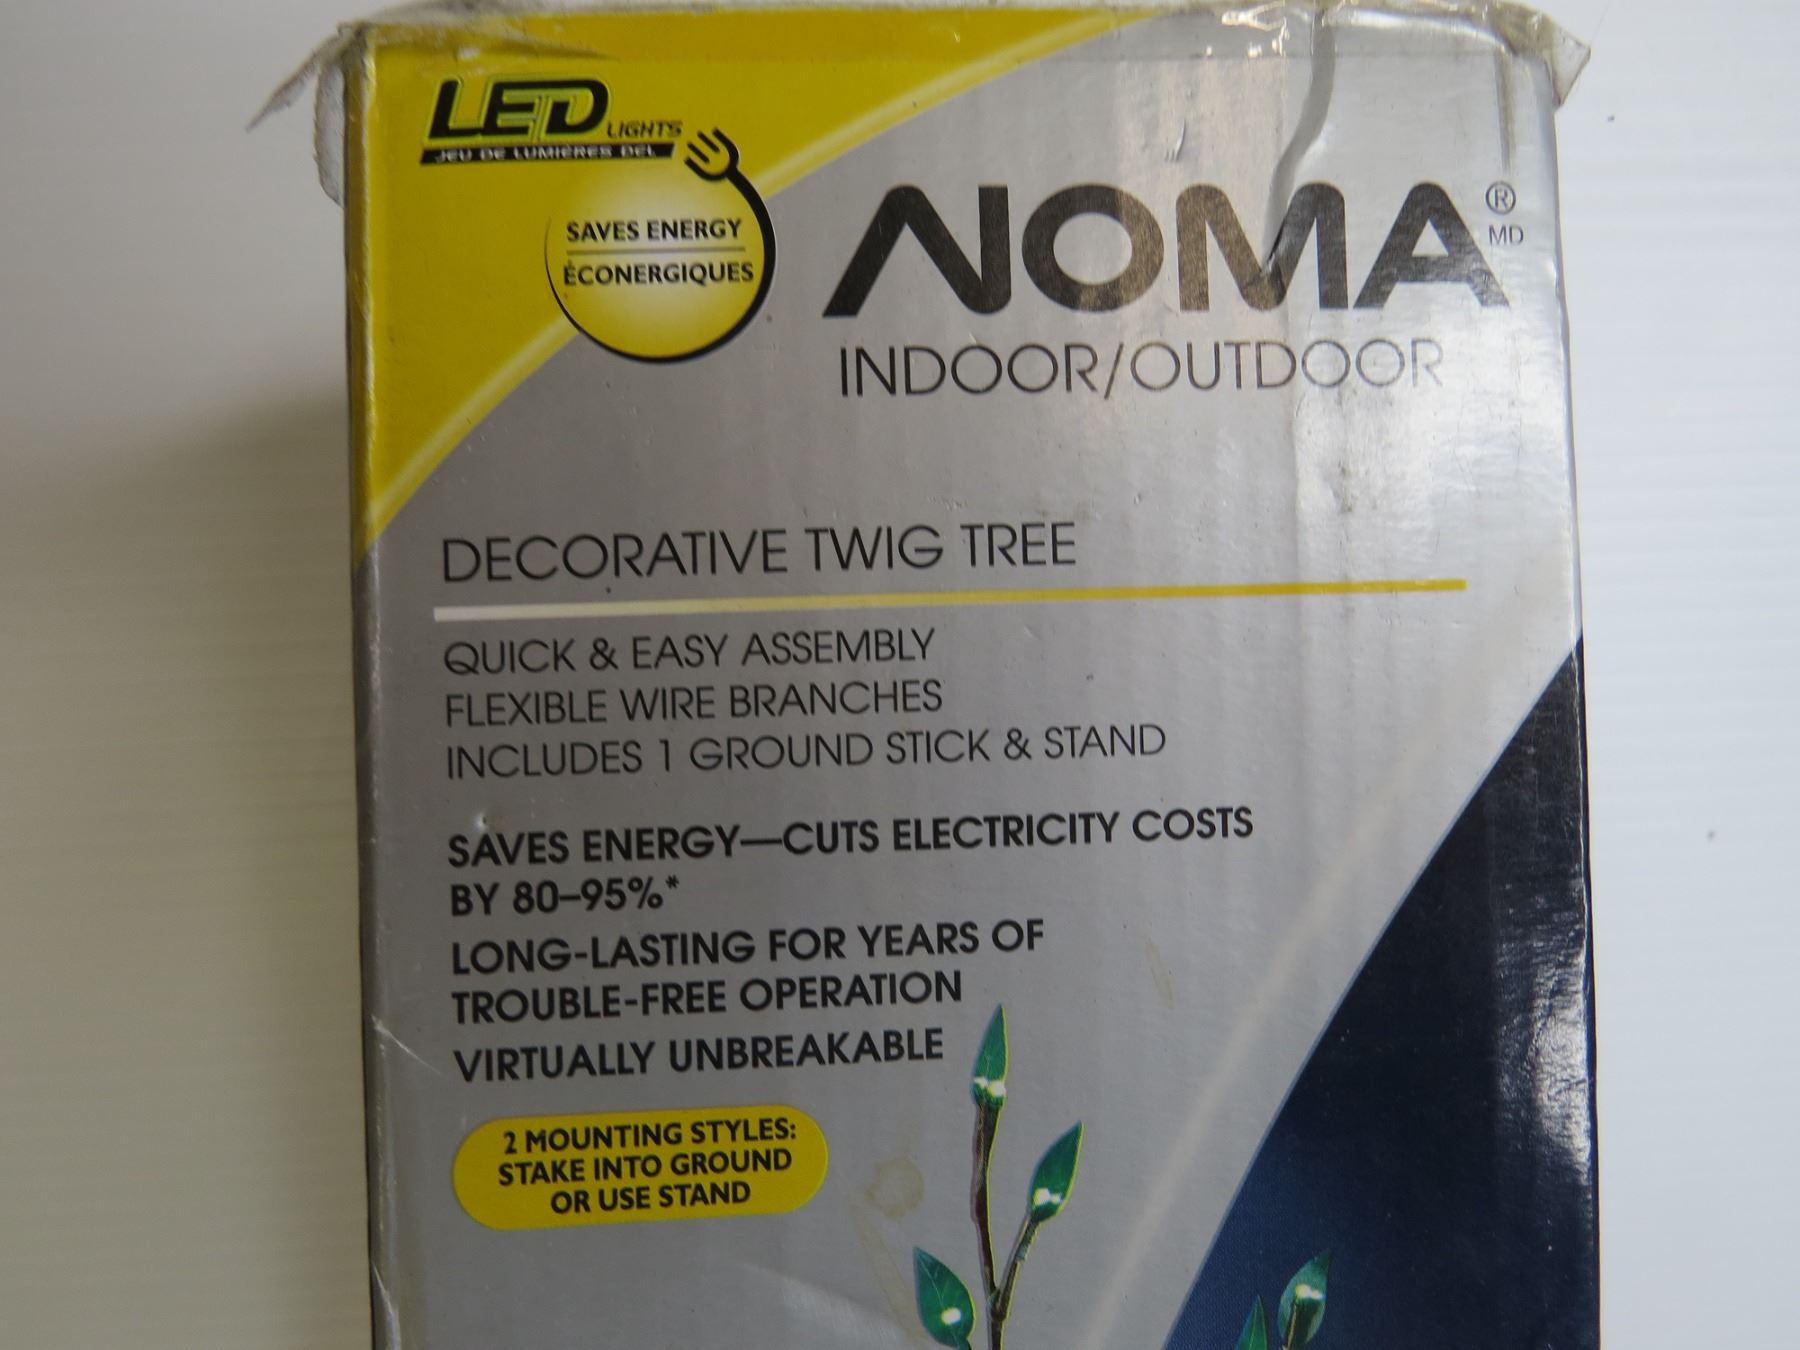 LED LIGHTS
JEU DE LUMIÈRES DEL
SAVES ENERGY
ÉCONERGIQUES
NOMA® MD
INDOOR/OUTDOOR
DECORATIVE TWIG TREE
QUICK & EASY ASSEMBLY
FLEXIBLE WIRE BRANCHES
INCLUDES 1 GROUND STICK & STAND
SAVES ENERGY—CUTS ELECTRICITY COSTS
BY 80–95%*
LONG-LASTING FOR YEARS OF
TROUBLE-FREE OPERATION
VIRTUALLY UNBREAKABLE
2 MOUNTING STYLES:
STAKE INTO GROUND
OR USE STAND